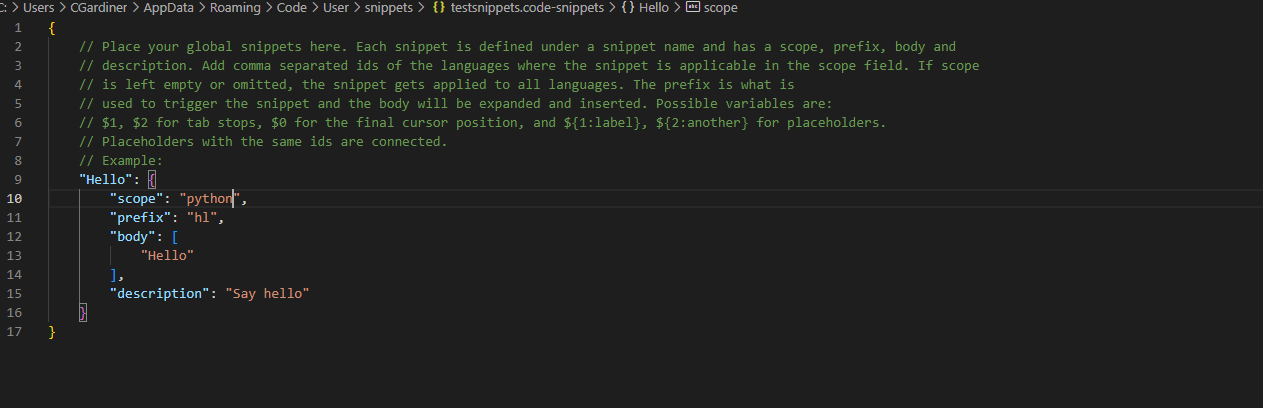 C: > Users > CGardiner > AppData > Roaming > Code > User > snippets > {} testsnippets.code-snippets > {} Hello > abc scope
1 {
2 // Place your global snippets here. Each snippet is defined under a snippet name and has a scope, prefix, body and
3 // description. Add comma separated ids of the languages where the snippet is applicable in the scope field. If scope
4 // is left empty or omitted, the snippet gets applied to all languages. The prefix is what is
5 // used to trigger the snippet and the body will be expanded and inserted. Possible variables are:
6 // $1, $2 for tab stops, $0 for the final cursor position, and ${1:label}, ${2:another} for placeholders.
7 // Placeholders with the same ids are connected.
8 // Example:
9 "Hello": {
10 "scope": "python",
11 "prefix": "hl",
12 "body": [
13 "Hello"
14 ],
15 "description": "Say hello"
16 }
17 }